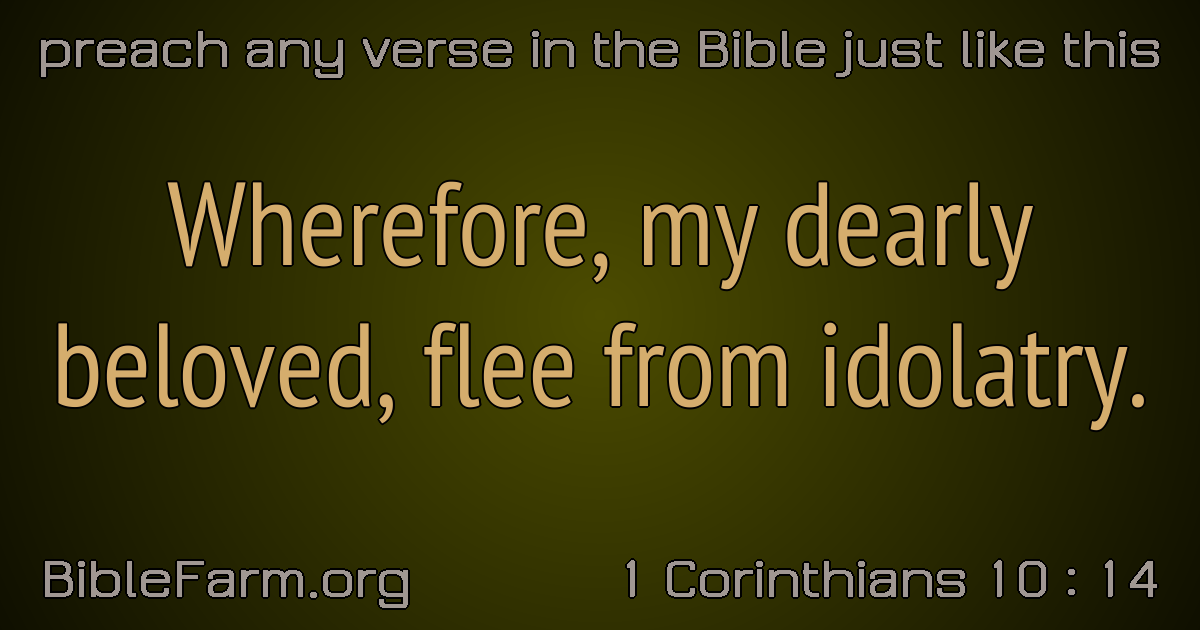 preach any verse in the Bible just like this
Wherefore, my dearly
beloved, flee from idolatry.
BibleFarm.org
1 Corinthians 10 : 14